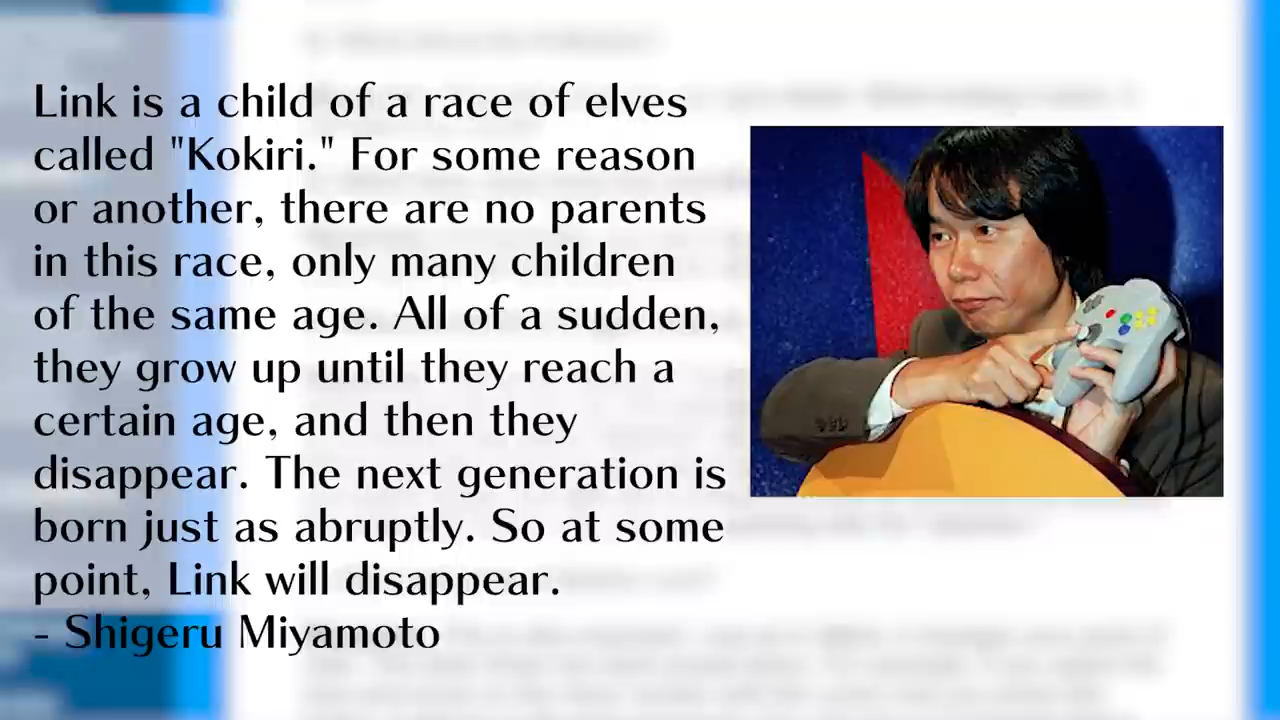 Link is a child of a race of elves
called "Kokiri." For some reason
or another, there are no parents
in this race, only many children
of the same age. All of a sudden,
they grow up until they reach a
certain age, and then they
disappear. The next generation is
born just as abruptly. So at some
point, Link will disappear.
- Shigeru Miyamoto